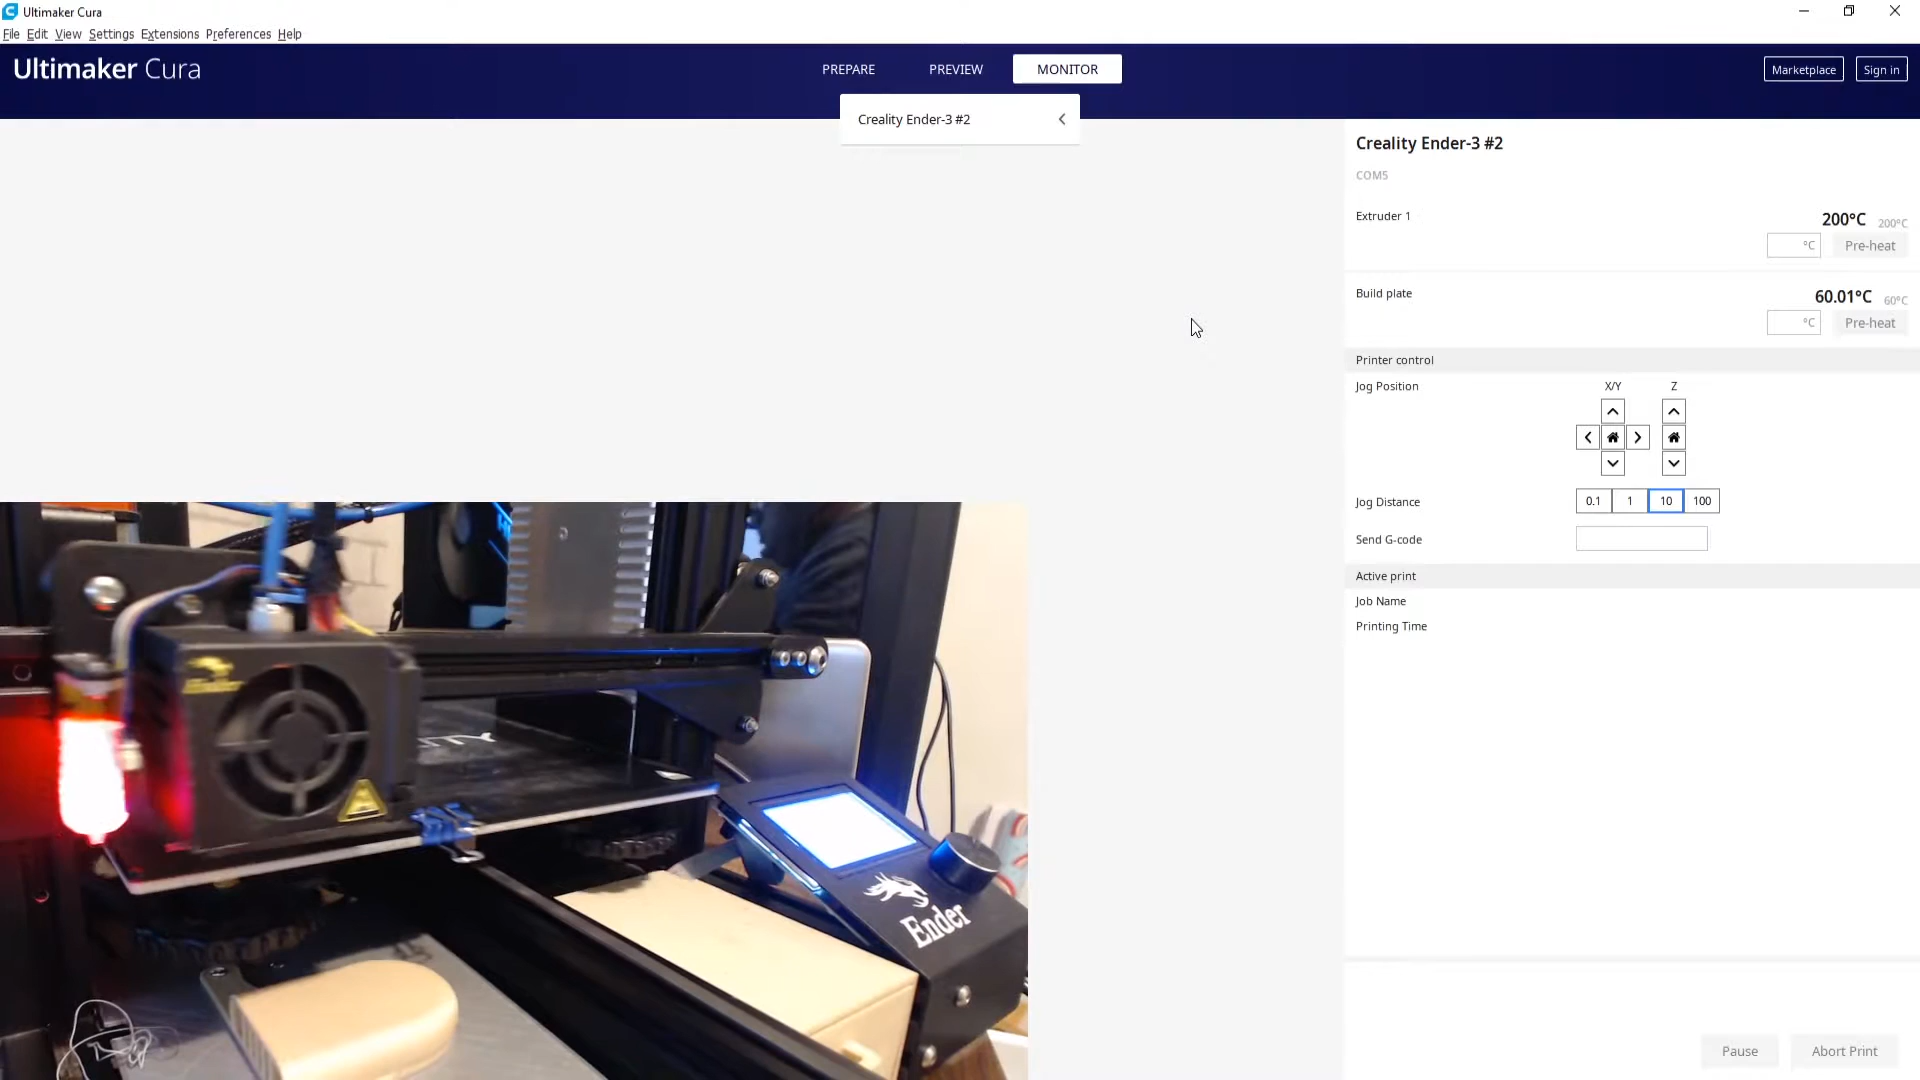 Ultimaker Cura
File Edit View Settings Extensions Preferences Help
Ultimaker Cura
PREPARE PREVIEW MONITOR
Marketplace Sign in
Creality Ender-3 #2
Creality Ender-3 #2
COM5
Extruder 1
200°C 200°C
°C Pre-heat
Build plate
60.01°C 60°C
°C Pre-heat
Printer control
Jog Position X/Y Z
Jog Distance 0.1 1 10 100
Send G-code
Active print
Job Name
Printing Time
Ender
Pause Abort Print